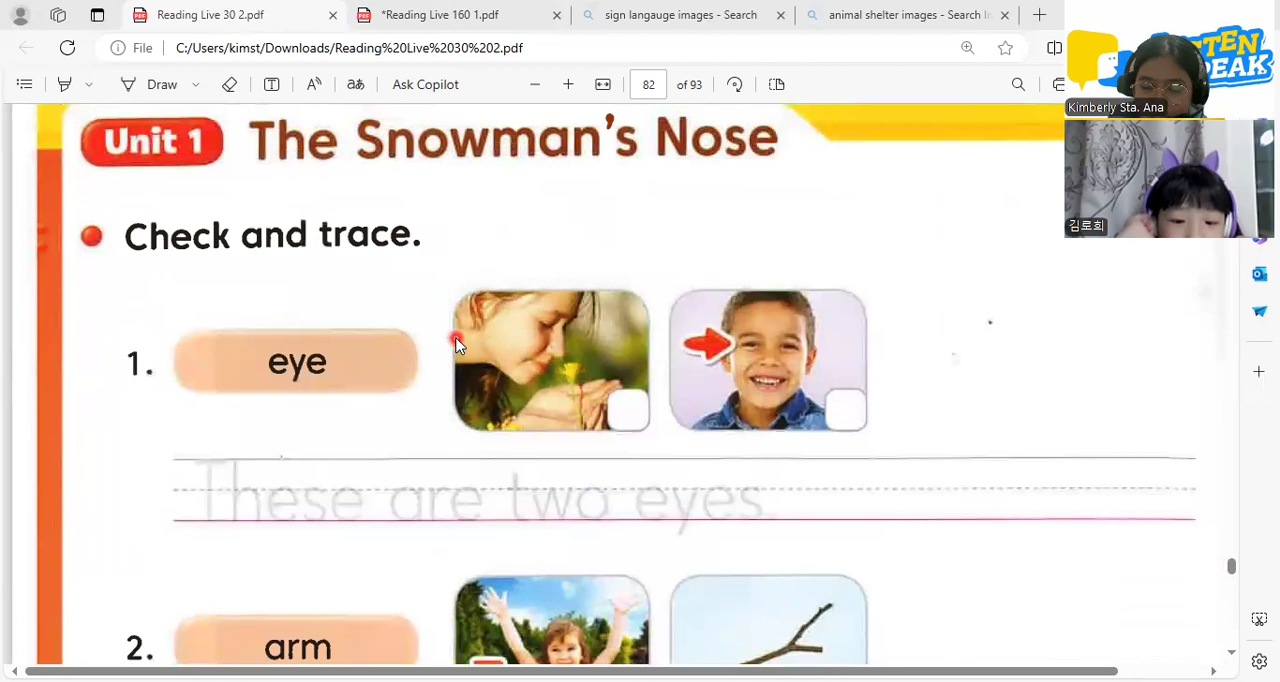 Reading Live 30 2.pdf
*Reading Live 160 1.pdf
sign langauge images - Search
animal shelter images - Search
File
C:/Users/kimst/Downloads/Reading%20Live%2030%202.pdf
Draw
Ask Copilot
82 of 93
Kimberly Sta. Ana
김로희
Unit 1 The Snowman's Nose
Check and trace.
1. eye
These are two eyes.
2. arm